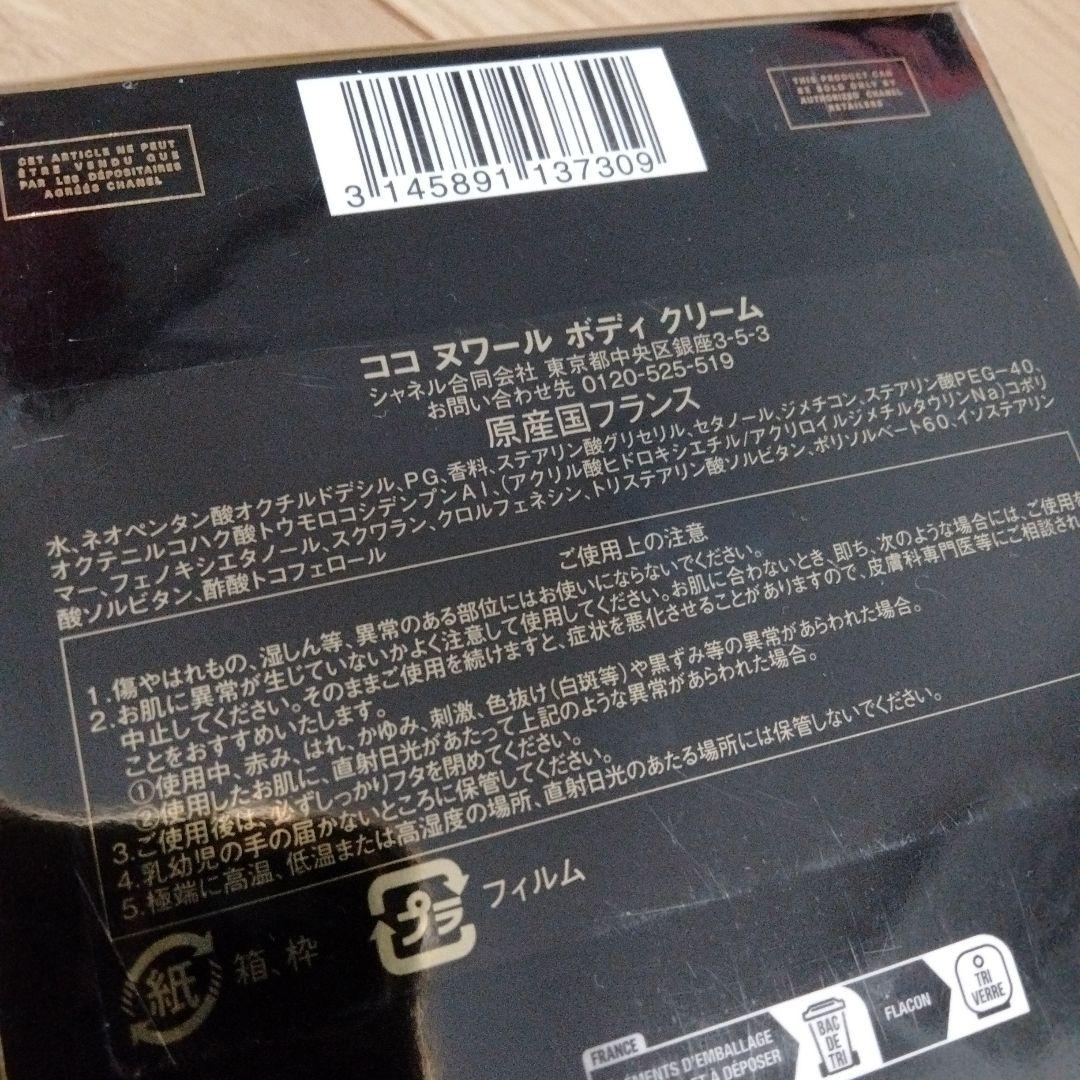 CET ARTICLE NE PEUT
ÊTRE VENDU QUE
PAR LES DÉPOSITAIRES
AGRÉÉS CHANEL
3 145891 137309
THIS PRODUCT CAN
BE SOLD ONLY BY
AUTHORISED CHANEL
RETAILERS
ココ ヌワール ボディ クリーム
シャネル合同会社 東京都中央区銀座3-5-3
お問い合わせ先 0120-525-519
原産国フランス
水、ネオペンタン酸オクチルドデシル、PG、香料、ステアリン酸グリセリル、セタノール、ジメチコン、ステアリン酸PEG-40、
オクテニルコハク酸トウモロコシデンプンAl、(アクリル酸ヒドロキシエチル/アクリロイルジメチルタウリンNa)コポリ
マー、フェノキシエタノール、スクワラン、クロルフェネシン、トリステアリン酸ソルビタン、ポリソルベート60、イソステアリン
酸ソルビタン、酢酸トコフェロール
ご使用上の注意
1. 傷やはれもの、湿しん等、異常のある部位にはお使いにならないでください。
2. お肌に異常が生じていないかよく注意して使用してください。お肌に合わないとき、即ち、次のような場合には、ご使用を
中止してください。そのままご使用を続けますと、症状を悪化させることがありますので、皮膚科専門医等にご相談され
ことをおすすめいたします。
①使用中、赤み、はれ、かゆみ、刺激、色抜け(白斑等)や黒ずみ等の異常があらわれた場合。
②使用したお肌に、直射日光があたって上記のような異常があらわれた場合。
3. ご使用後は、必ずしっかりフタを閉めてください。
4. 乳幼児の手の届かないところに保管してください。
5. 極端に高温、低温または高湿度の場所、直射日光のあたる場所には保管しないでください。
紙 箱、枠
プラ フィルム
FRANCE
ÉMENTS D'EMBALLAGE
ET À DÉPOSER
BAC
DE
TRI
FLACON
TRI
VERRE